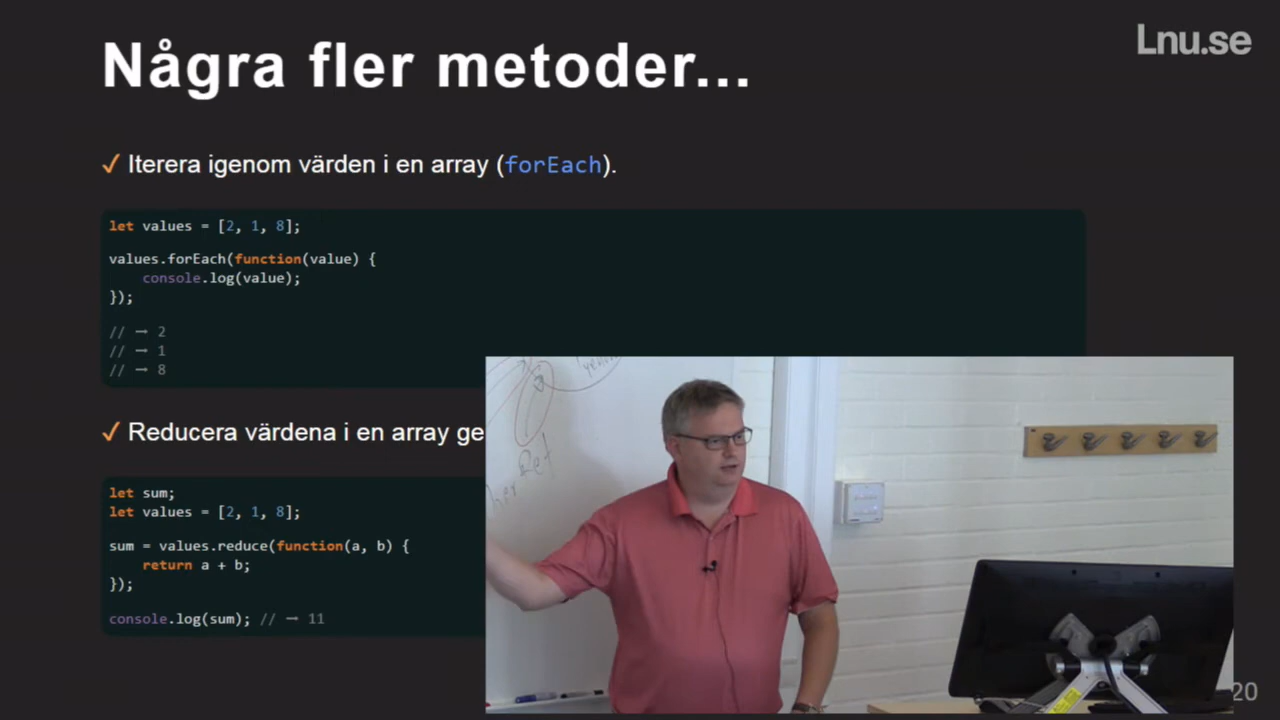 Några fler metoder...
Lnu.se
✓ Iterera igenom värden i en array (forEach).
let values = [2, 1, 8];
values.forEach(function(value) {
    console.log(value);
});
// → 2
// → 1
// → 8
✓ Reducera värdena i en array ge
let sum;
let values = [2, 1, 8];
sum = values.reduce(function(a, b) {
    return a + b;
});
console.log(sum); // → 11
20